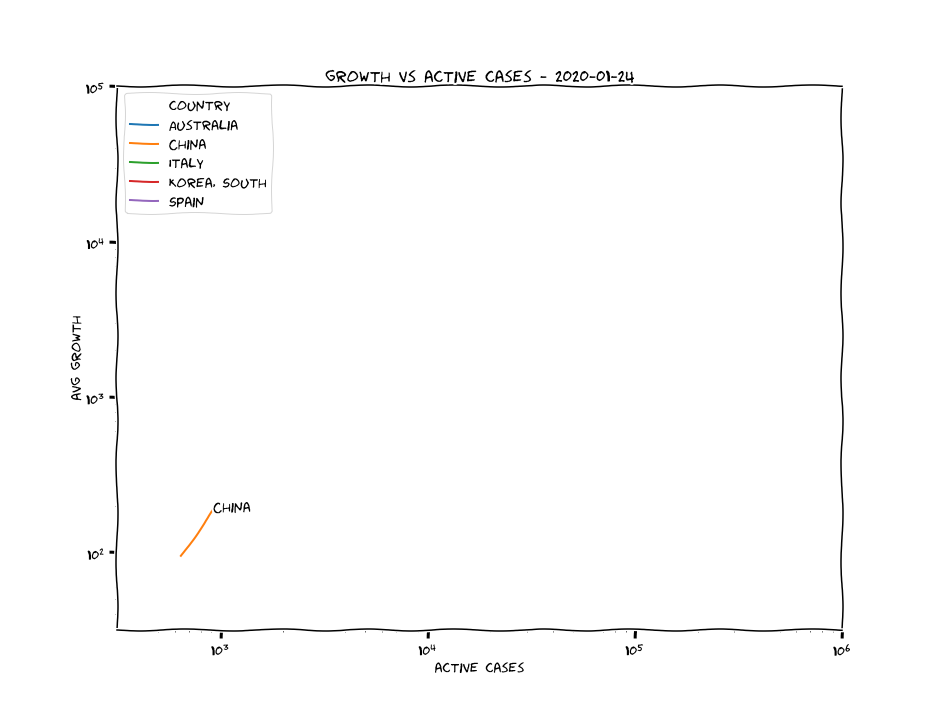 GROWTH VS ACTIVE CASES - 2020-01-24
10⁵
COUNTRY
AUSTRALIA
CHINA
ITALY
KOREA, SOUTH
SPAIN
10⁴
AVG GROWTH
10³
CHINA
10²
10³ 10⁴ 10⁵ 10⁶
ACTIVE CASES